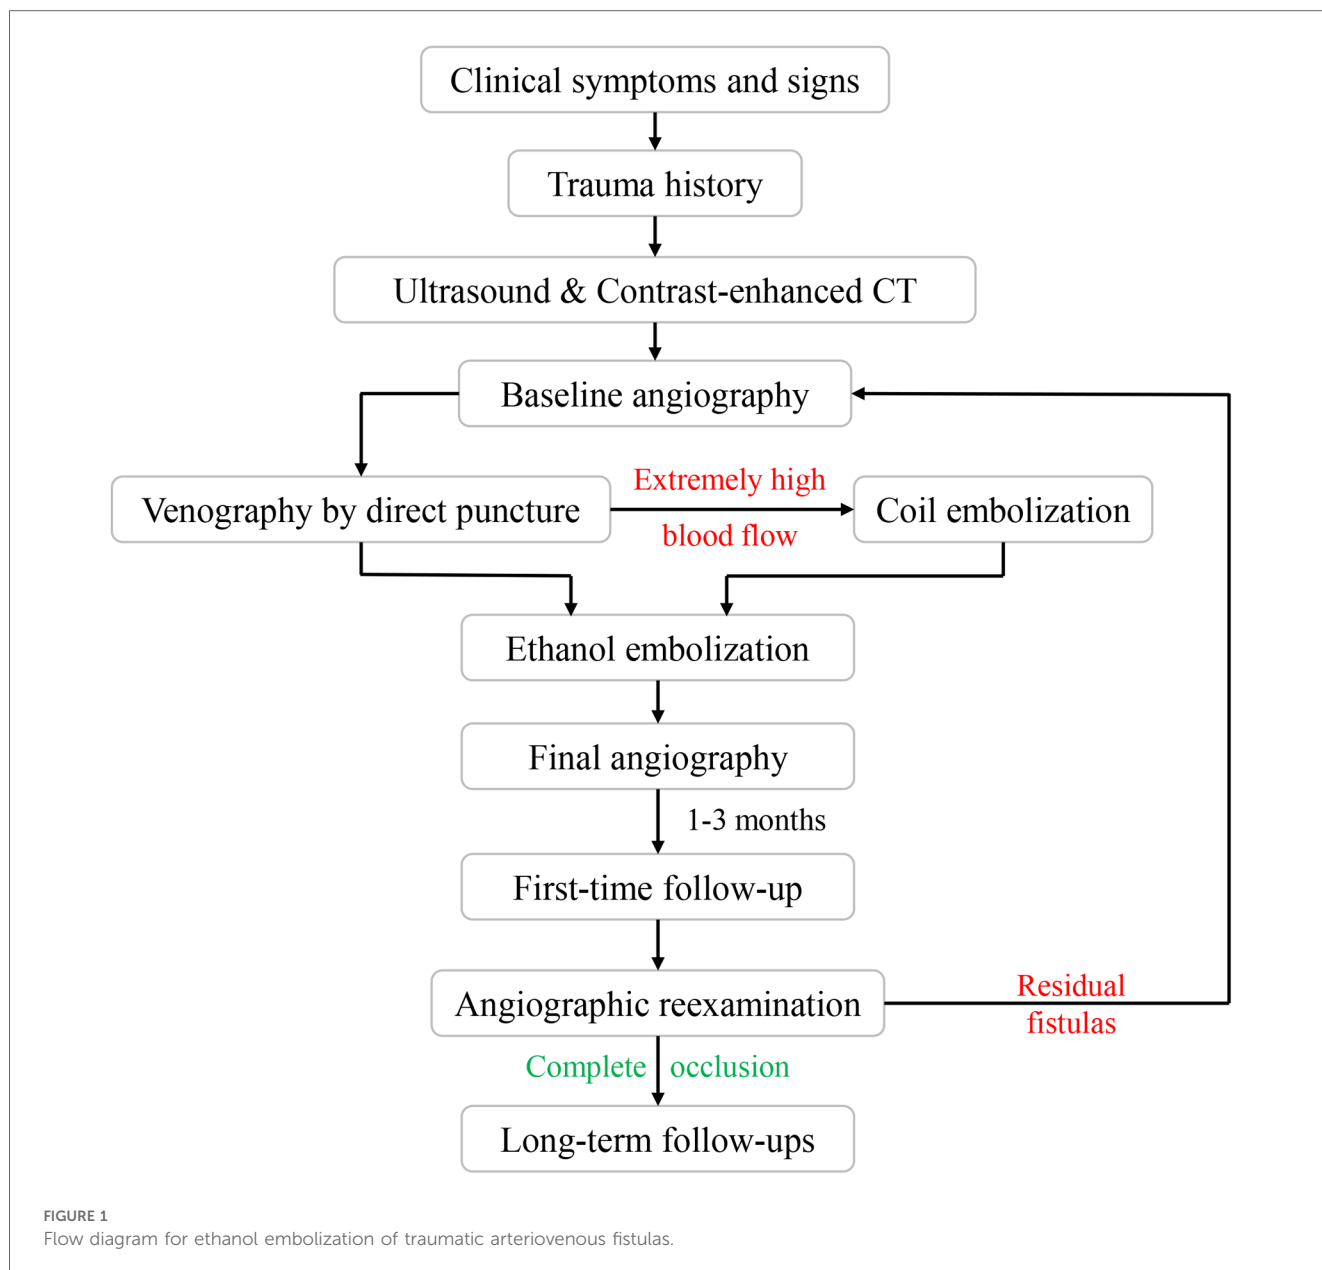 Clinical symptoms and signs
Trauma history
Ultrasound & Contrast-enhanced CT
Baseline angiography
Venography by direct puncture
Extremely high
blood flow
Coil embolization
Ethanol embolization
Final angiography
1-3 months
First-time follow-up
Angiographic reexamination
Residual
fistulas
Complete occlusion
Long-term follow-ups
FIGURE 1
Flow diagram for ethanol embolization of traumatic arteriovenous fistulas.